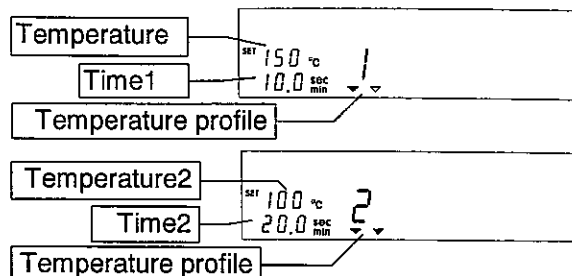 Temperature
SET 150 °C 1
Time1
10.0 sec min
Temperature profile
Temperature2
SET 100 °C 2
Time2
20.0 sec min
Temperature profile